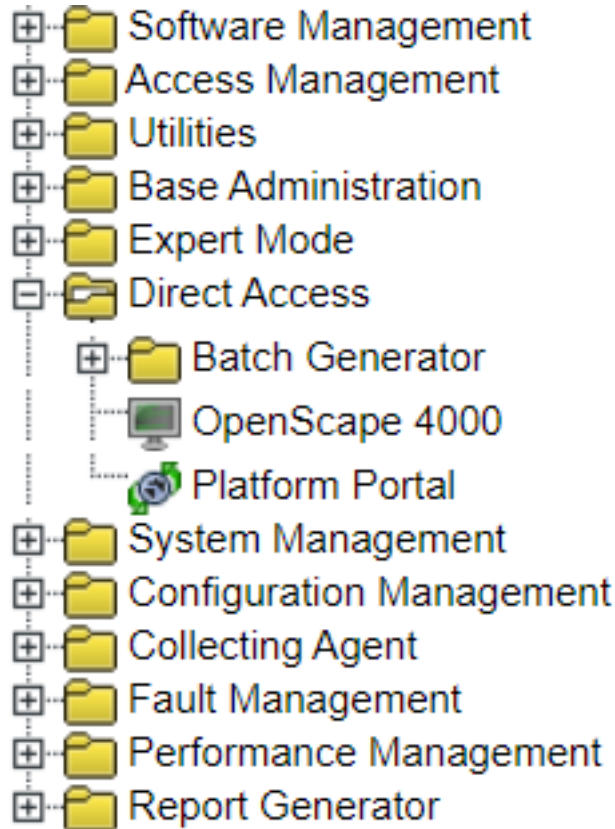 Software Management
Access Management
Utilities
Base Administration
Expert Mode
Direct Access
Batch Generator
OpenScape 4000
Platform Portal
System Management
Configuration Management
Collecting Agent
Fault Management
Performance Management
Report Generator